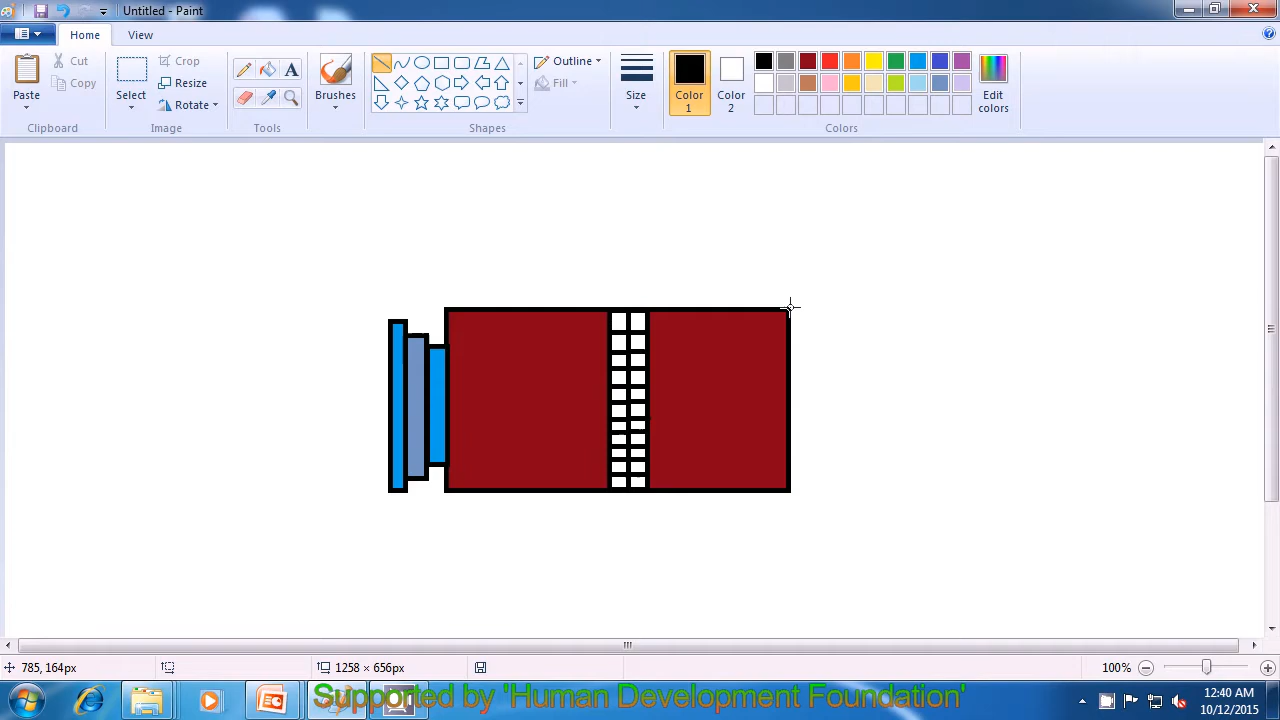 Untitled - Paint
Home
View
Paste
Cut
Copy
Clipboard
Select
Crop
Resize
Rotate
Image
Tools
Brushes
Shapes
Outline
Fill
Size
Color
1
Color
2
Edit
colors
Colors
785, 164px
1258 × 656px
100%
12:40 AM
10/12/2015
Supported by 'Human Development Foundation'